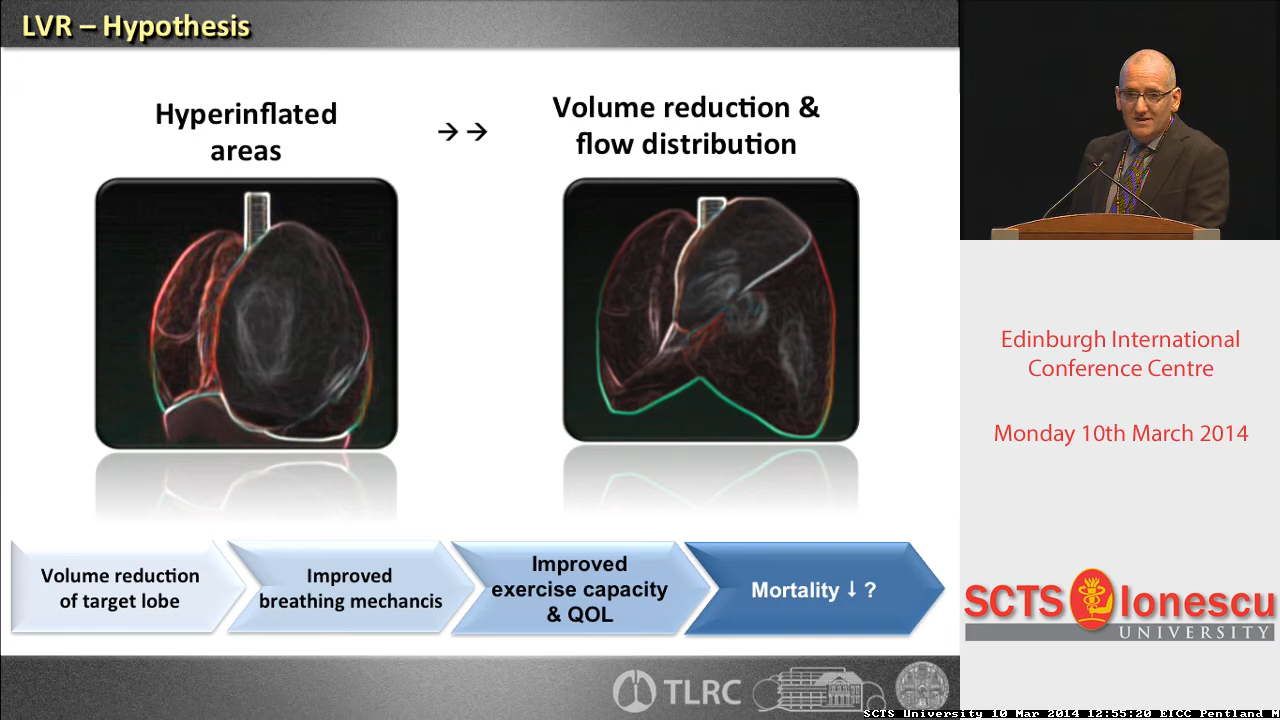 LVR – Hypothesis
Hyperinflated
areas
→→
Volume reduction &
flow distribution
Volume reduction
of target lobe
Improved
breathing mechancis
Improved
exercise capacity
& QOL
Mortality ↓ ?
TLRC
Edinburgh International
Conference Centre
Monday 10th March 2014
SCTS Ionescu
UNIVERSITY
SCTS University 10 Mar 2014 12:55:20 EICC Pentland M